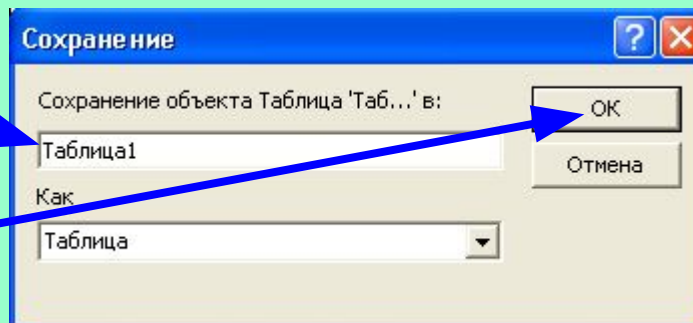 Сохранение
Сохранение объекта Таблица 'Таб...' в:
OK
Таблица1
Отмена
Как
Таблица